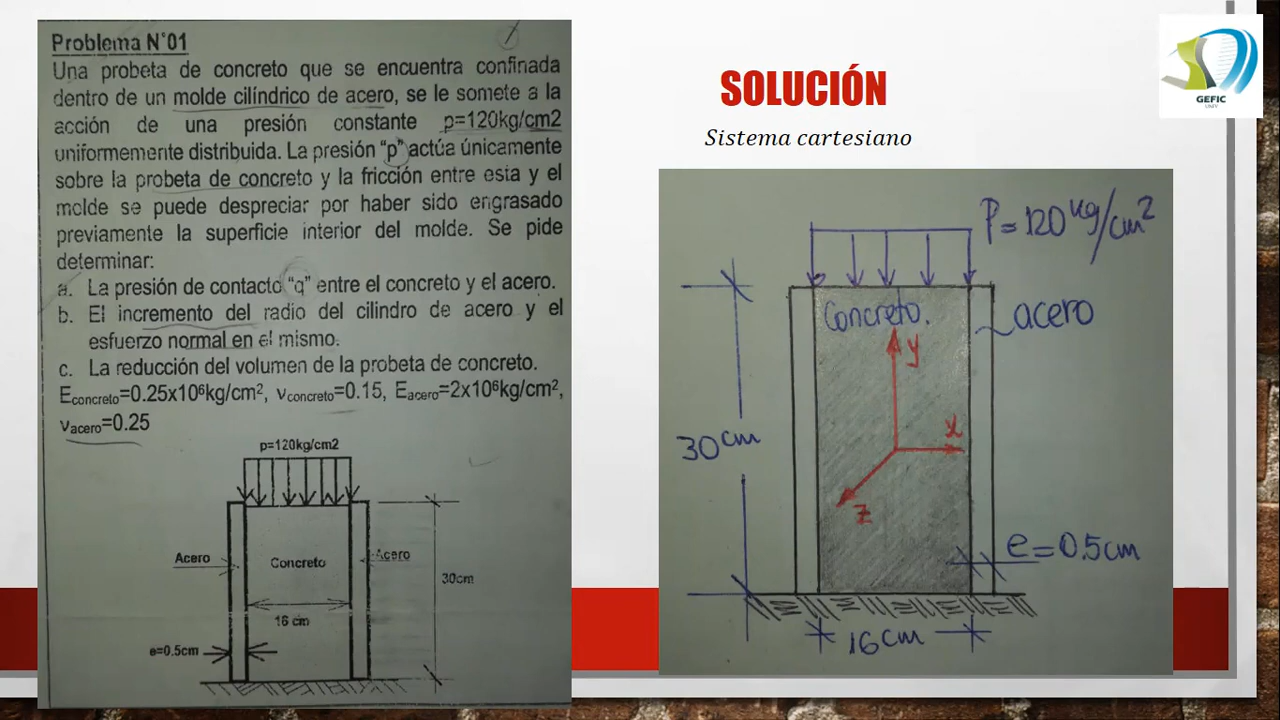 Problema N°01
Una probeta de concreto que se encuentra confinada
dentro de un molde cilíndrico de acero, se le somete a la
acción de una presión constante p=120kg/cm2
uniformemente distribuida. La presión "p" actúa únicamente
sobre la probeta de concreto y la fricción entre esta y el
molde se puede despreciar por haber sido engrasado
previamente la superficie interior del molde. Se pide
determinar:
a. La presión de contacto "q" entre el concreto y el acero.
b. El incremento del radio del cilindro de acero y el
esfuerzo normal en el mismo.
c. La reducción del volumen de la probeta de concreto.
Econcreto=0.25x10⁶kg/cm², νconcreto=0.15, Eacero=2x10⁶kg/cm²,
νacero=0.25
p=120kg/cm2
Acero
Concreto
Acero
30cm
16 cm
e=0.5cm
SOLUCIÓN
Sistema cartesiano
P=120 kg/cm²
Concreto.
acero
y
x
z
30cm
e=0.5cm
16cm
GEFIC
UNIV